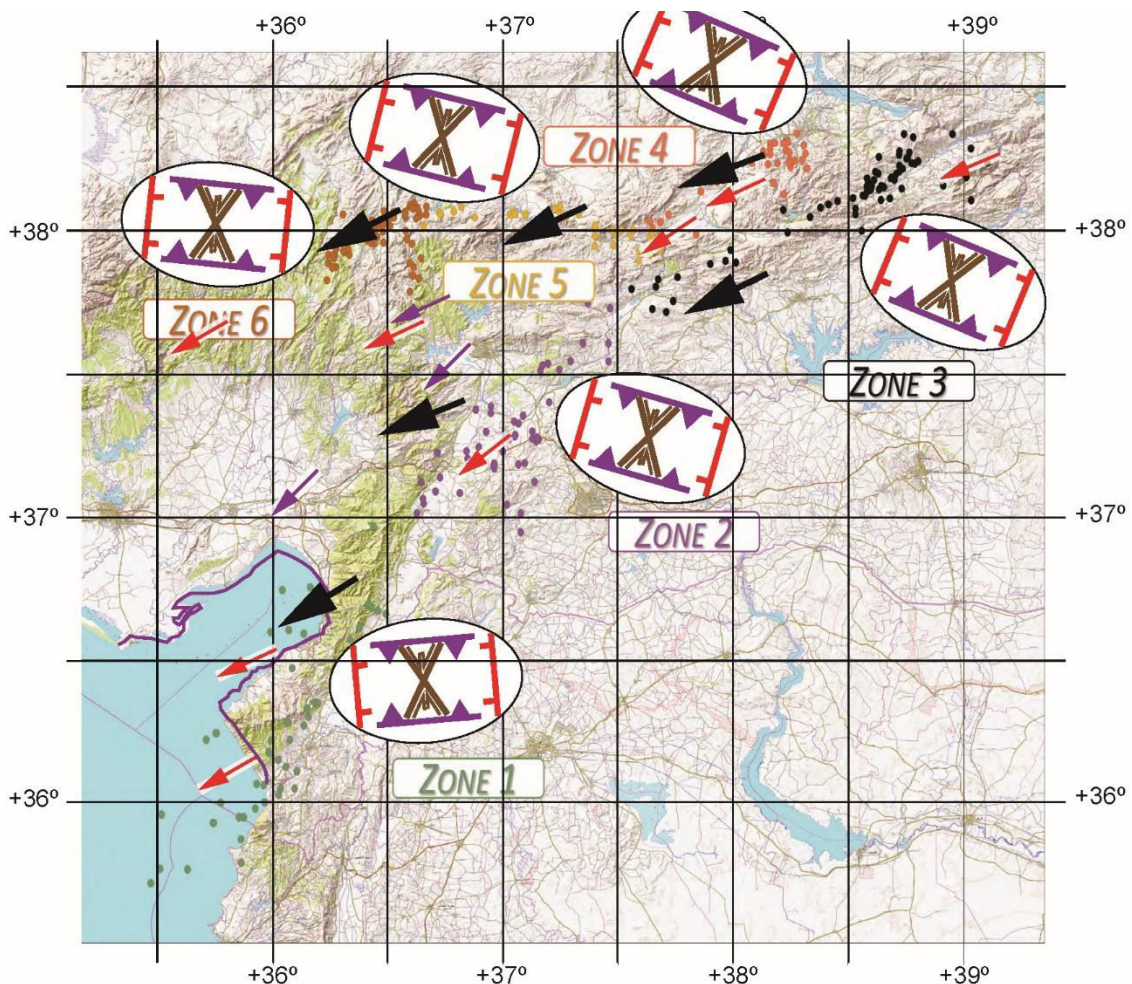 +36º +37º +38º +39º
ZONE 4
+38º +38º
ZONE 5
ZONE 6
ZONE 3
+37º +37º
ZONE 2
ZONE 1
+36º +36º
+36º +37º +38º +39º